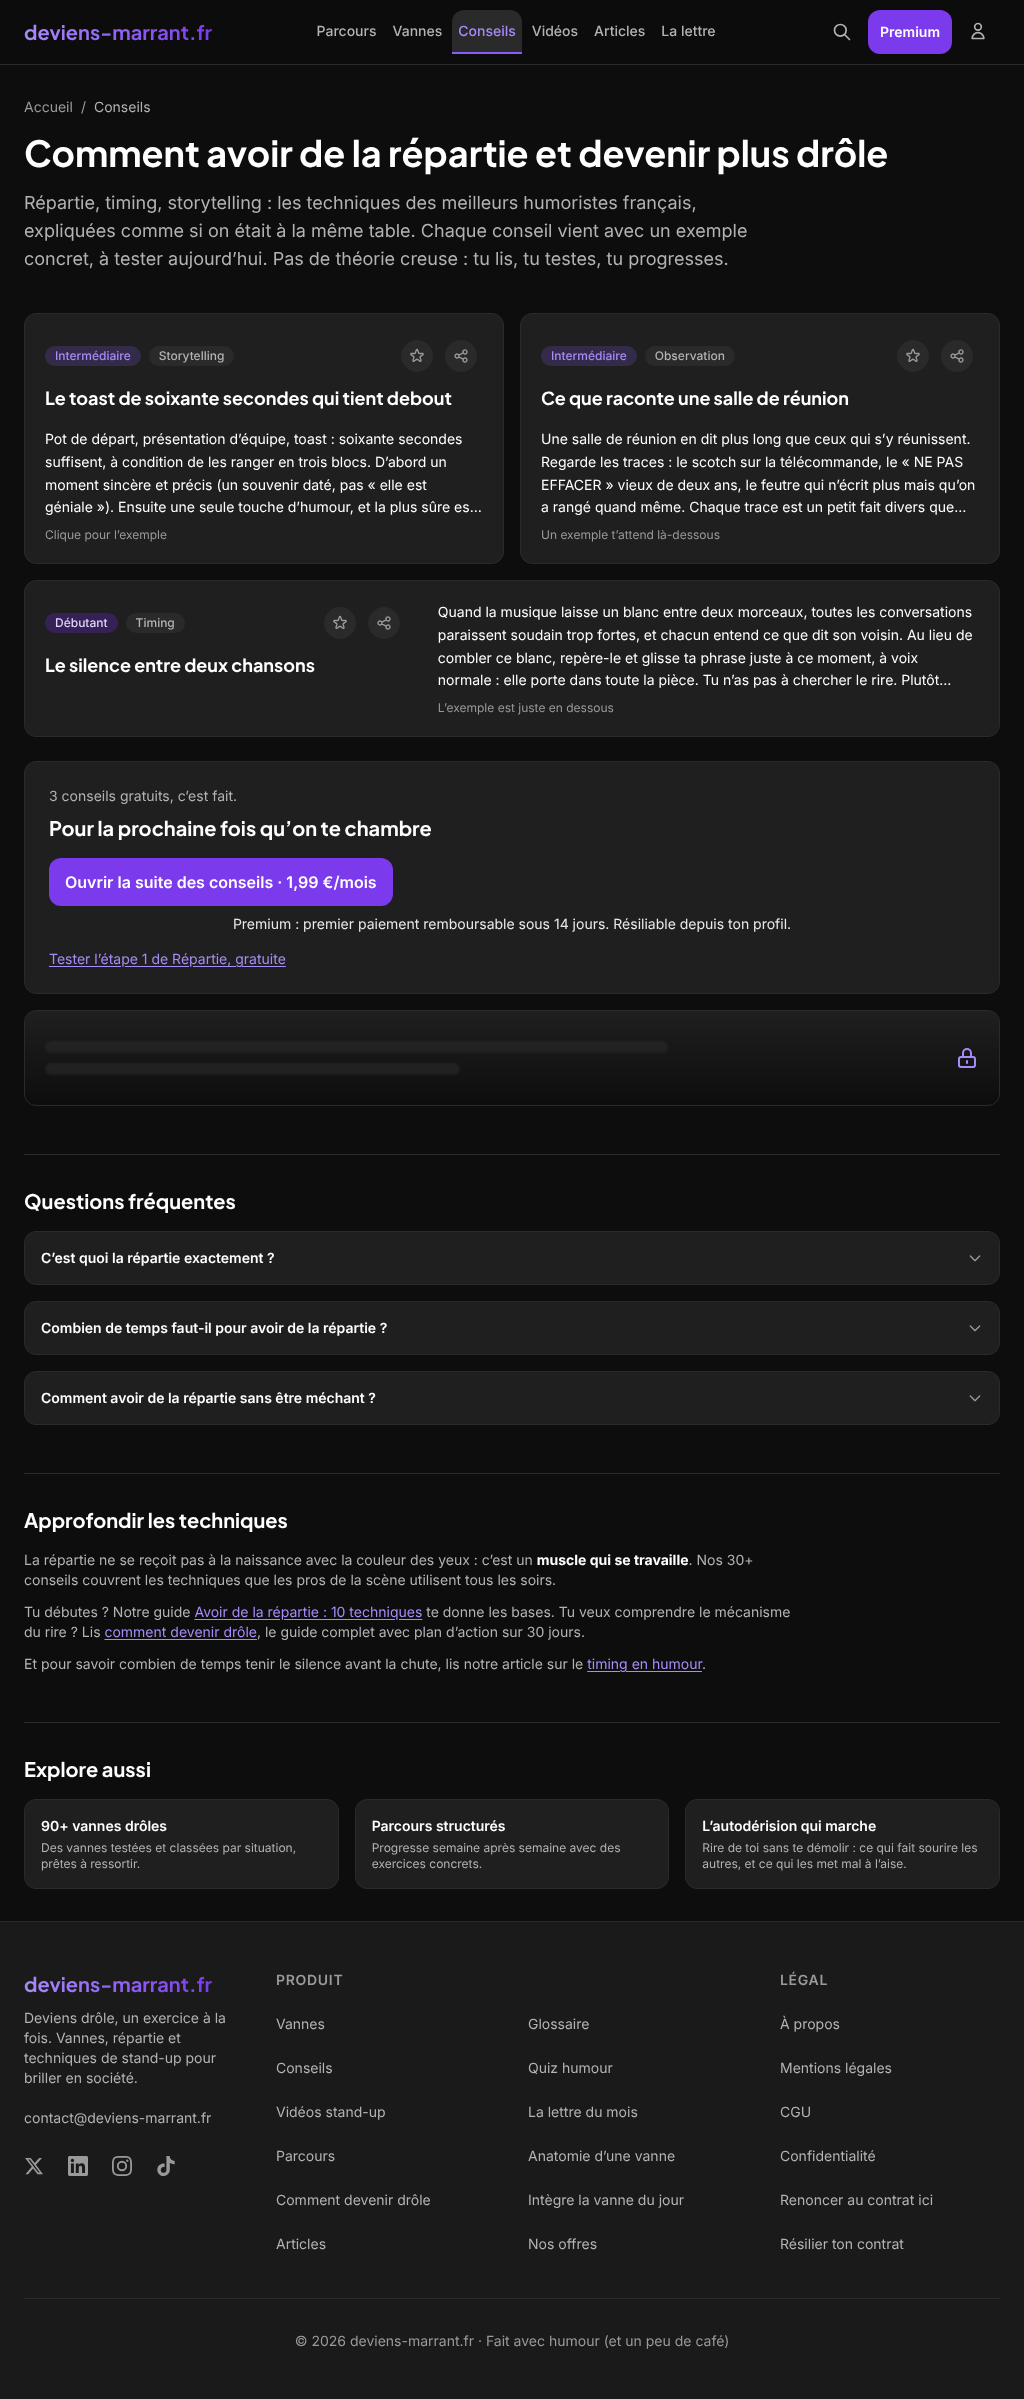 deviens-marrant.fr
Parcours
Vannes
Conseils
Vidéos
Articles
La lettre
Premium
Accueil / Conseils
Comment avoir de la répartie et devenir plus drôle
Répartie, timing, storytelling : les techniques des meilleurs humoristes français,
expliquées comme si on était à la même table. Chaque conseil vient avec un exemple
concret, à tester aujourd’hui. Pas de théorie creuse : tu lis, tu testes, tu progresses.
Intermédiaire
Storytelling
Le toast de soixante secondes qui tient debout
Pot de départ, présentation d’équipe, toast : soixante secondes
suffisent, à condition de les ranger en trois blocs. D’abord un
moment sincère et précis (un souvenir daté, pas « elle est
géniale »). Ensuite une seule touche d’humour, et la plus sûre es...
Clique pour l’exemple
Intermédiaire
Observation
Ce que raconte une salle de réunion
Une salle de réunion en dit plus long que ceux qui s’y réunissent.
Regarde les traces : le scotch sur la télécommande, le « NE PAS
EFFACER » vieux de deux ans, le feutre qui n’écrit plus mais qu’on
a rangé quand même. Chaque trace est un petit fait divers que...
Un exemple t’attend là-dessous
Débutant
Timing
Le silence entre deux chansons
Quand la musique laisse un blanc entre deux morceaux, toutes les conversations
paraissent soudain trop fortes, et chacun entend ce que dit son voisin. Au lieu de
combler ce blanc, repère-le et glisse ta phrase juste à ce moment, à voix
normale : elle porte dans toute la pièce. Tu n’as pas à chercher le rire. Plutôt...
L’exemple est juste en dessous
3 conseils gratuits, c’est fait.
Pour la prochaine fois qu’on te chambre
Ouvrir la suite des conseils · 1,99 €/mois
Premium : premier paiement remboursable sous 14 jours. Résiliable depuis ton profil.
Tester l’étape 1 de Répartie, gratuite
Questions fréquentes
C’est quoi la répartie exactement ?
Combien de temps faut-il pour avoir de la répartie ?
Comment avoir de la répartie sans être méchant ?
Approfondir les techniques
La répartie ne se reçoit pas à la naissance avec la couleur des yeux : c’est un muscle qui se travaille. Nos 30+
conseils couvrent les techniques que les pros de la scène utilisent tous les soirs.
Tu débutes ? Notre guide Avoir de la répartie : 10 techniques te donne les bases. Tu veux comprendre le mécanisme
du rire ? Lis comment devenir drôle, le guide complet avec plan d’action sur 30 jours.
Et pour savoir combien de temps tenir le silence avant la chute, lis notre article sur le timing en humour.
Explore aussi
90+ vannes drôles
Des vannes testées et classées par situation,
prêtes à ressortir.
Parcours structurés
Progresse semaine après semaine avec des
exercices concrets.
L’autodérision qui marche
Rire de toi sans te démolir : ce qui fait sourire les
autres, et ce qui les met mal à l’aise.
deviens-marrant.fr
Deviens drôle, un exercice à la
fois. Vannes, répartie et
techniques de stand-up pour
briller en société.
contact@deviens-marrant.fr
PRODUIT
Vannes
Conseils
Vidéos stand-up
Parcours
Comment devenir drôle
Articles
Glossaire
Quiz humour
La lettre du mois
Anatomie d’une vanne
Intègre la vanne du jour
Nos offres
LÉGAL
À propos
Mentions légales
CGU
Confidentialité
Renoncer au contrat ici
Résilier ton contrat
© 2026 deviens-marrant.fr · Fait avec humour (et un peu de café)